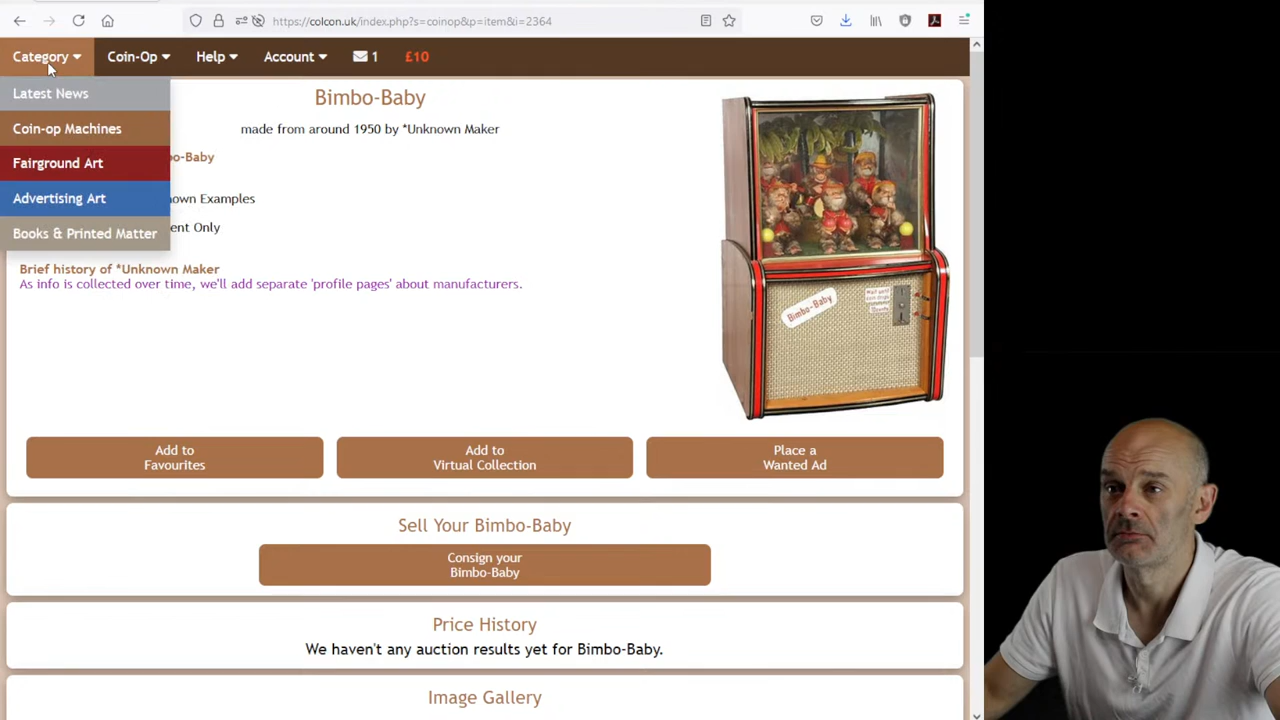 https://colcon.uk/index.php?s=coinop&p=item&i=2364
Category Coin-Op Help Account 1 £10
Latest News
Coin-op Machines
Fairground Art
Advertising Art
Books & Printed Matter
Bimbo-Baby
made from around 1950 by *Unknown Maker
o-Baby
nown Examples
ent Only
Brief history of *Unknown Maker
As info is collected over time, we'll add separate 'profile pages' about manufacturers.
Bimbo-Baby
Add to
Favourites
Add to
Virtual Collection
Place a
Wanted Ad
Sell Your Bimbo-Baby
Consign your
Bimbo-Baby
Price History
We haven't any auction results yet for Bimbo-Baby.
Image Gallery